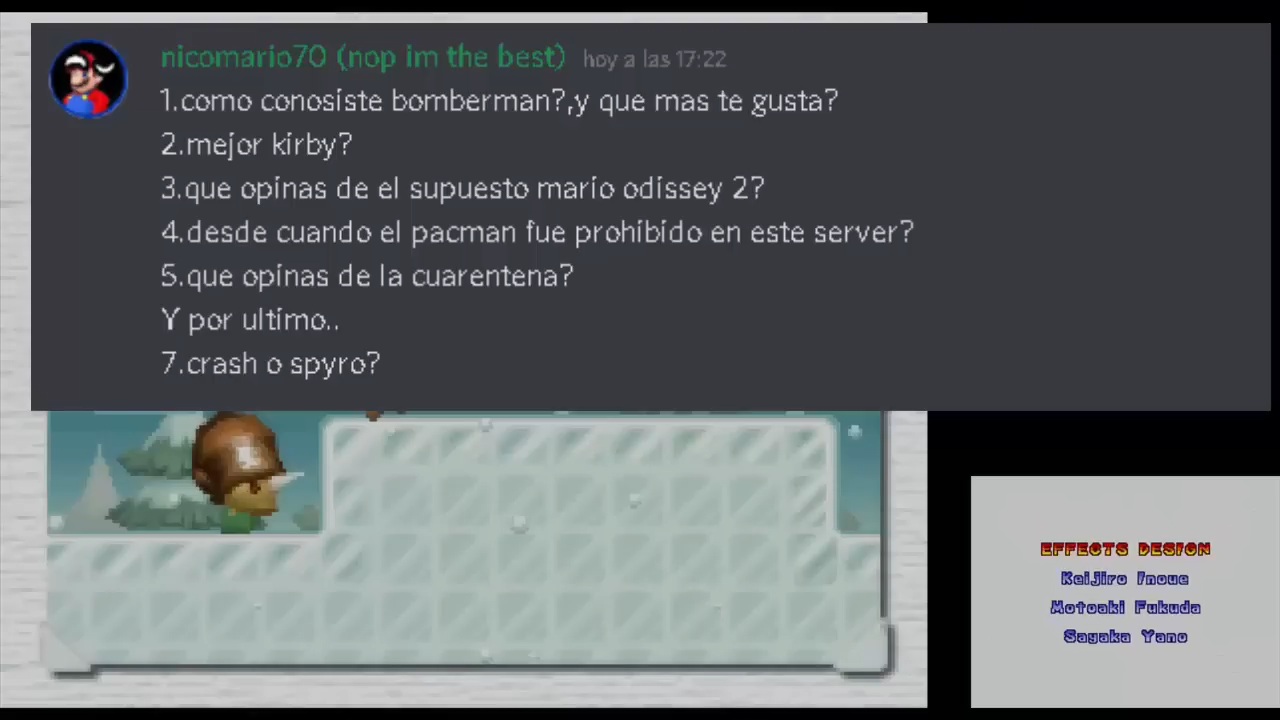 nicomario70 (nop im the best) hoy a las 17:22
1.como conosiste bomberman?,y que mas te gusta?
2.mejor kirby?
3.que opinas de el supuesto mario odissey 2?
4.desde cuando el pacman fue prohibido en este server?
5.que opinas de la cuarentena?
Y por ultimo..
7.crash o spyro?
EFFECTS DESIGN
Keijiro Inoue
Motoaki Fukuda
Sayaka Yano